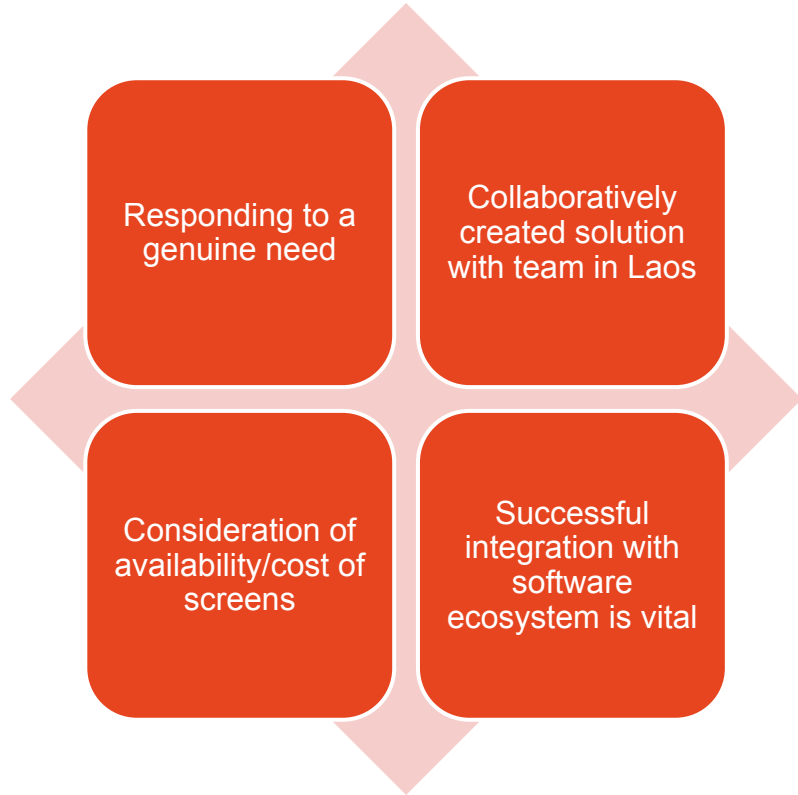 Responding to a
genuine need
Collaboratively
created solution
with team in Laos
Consideration of
availability/cost of
screens
Successful
integration with
software
ecosystem is vital